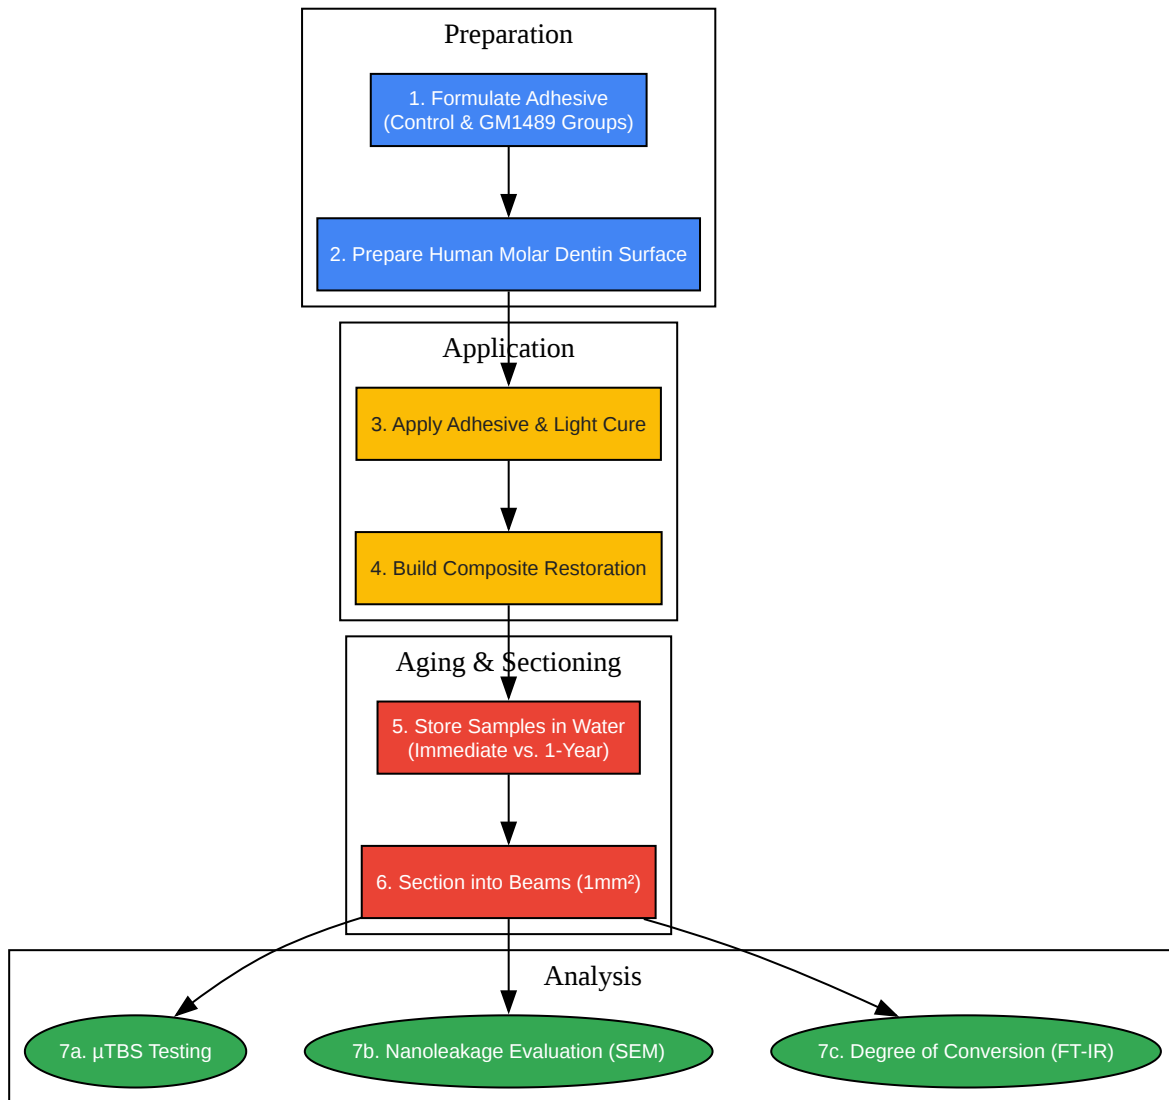 Preparation
1. Formulate Adhesive
(Control & GM1489 Groups)
2. Prepare Human Molar Dentin Surface
Application
3. Apply Adhesive & Light Cure
4. Build Composite Restoration
Aging & Sectioning
5. Store Samples in Water
(Immediate vs. 1-Year)
6. Section into Beams (1mm²)
Analysis
7a. µTBS Testing
7b. Nanoleakage Evaluation (SEM)
7c. Degree of Conversion (FT-IR)